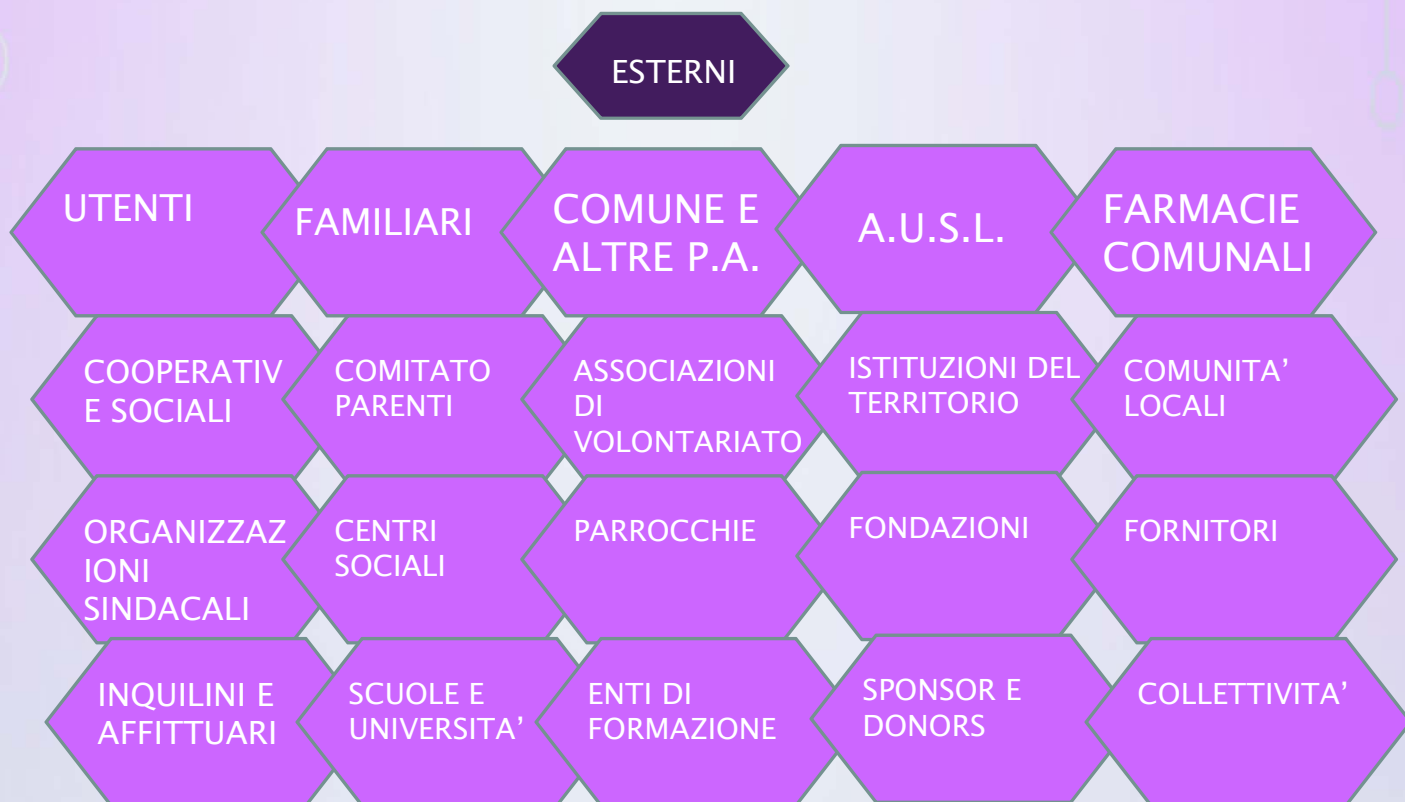 ESTERNI
UTENTI
FAMILIARI
COMUNE E
ALTRE P.A.
A.U.S.L.
FARMACIE
COMUNALI
COOPERATIV
E SOCIALI
COMITATO
PARENTI
ASSOCIAZIONI
DI
VOLONTARIATO
ISTITUZIONI DEL
TERRITORIO
COMUNITA’
LOCALI
ORGANIZZAZ
IONI
SINDACALI
CENTRI
SOCIALI
PARROCCHIE
FONDAZIONI
FORNITORI
INQUILINI E
AFFITTUARI
SCUOLE E
UNIVERSITA’
ENTI DI
FORMAZIONE
SPONSOR E
DONORS
COLLETTIVITA’